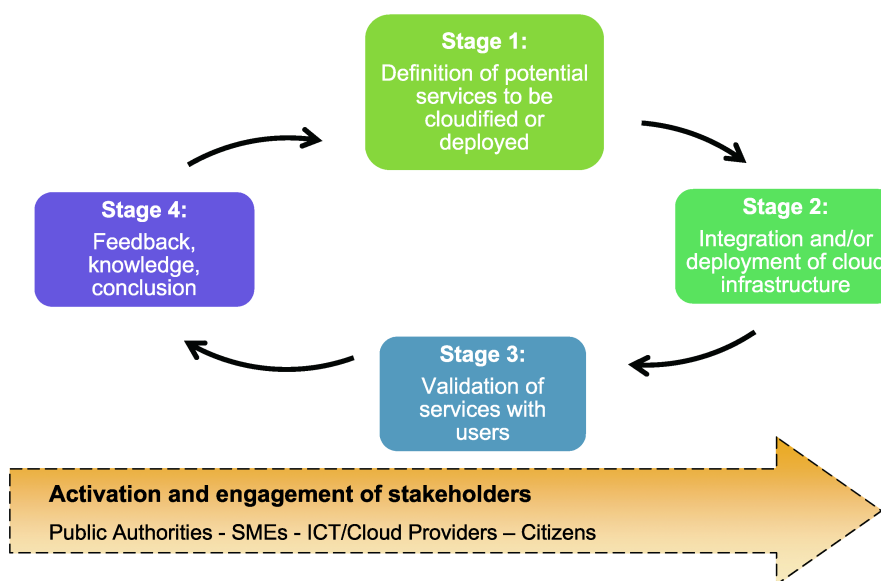 Stage 1:
Definition of potential
services to be
cloudified or
deployed
Stage 2:
Integration and/or
deployment of cloud
infrastructure
Stage 3:
Validation of
services with
users
Stage 4:
Feedback,
knowledge,
conclusion
Activation and engagement of stakeholders
Public Authorities - SMEs - ICT/Cloud Providers – Citizens